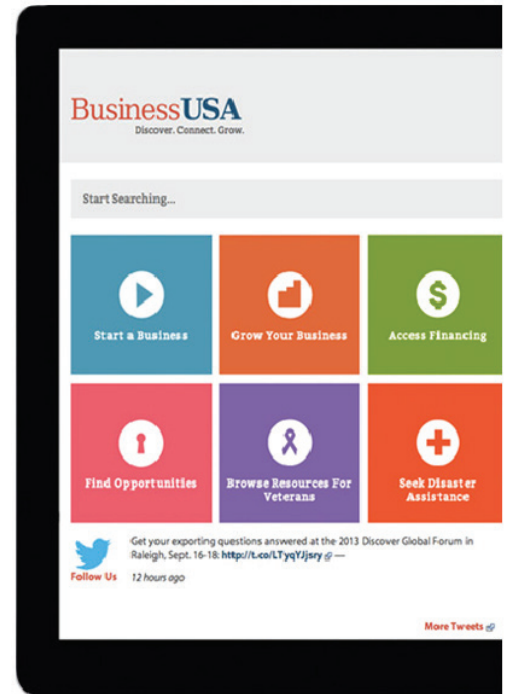 BusinessUSA
Discover. Connect. Grow.
Start Searching...
Start a Business
Grow Your Business
Access Financing
Find Opportunities
Browse Resources For
Veterans
Seek Disaster
Assistance
Get your exporting questions answered at the 2013 Discover Global Forum in
Raleigh, Sept. 16-18: http://t.co/LTyqYJjsry —
Follow Us
12 hours ago
More Tweets